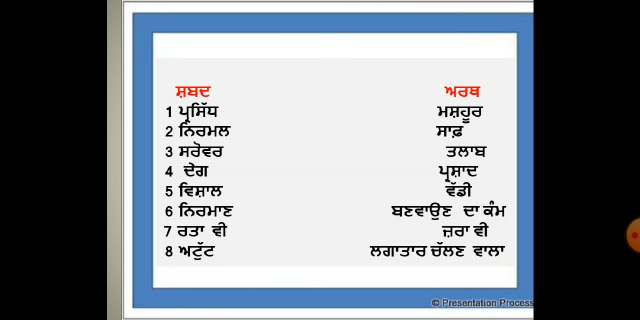 ਸ਼ਬਦ ਅਰਥ
1 ਪ੍ਰਸਿੱਧ ਮਸ਼ਹੂਰ
2 ਨਿਰਮਲ ਸਾਫ਼
3 ਸਰੋਵਰ ਤਲਾਬ
4 ਦੇਗ ਪ੍ਰਸ਼ਾਦ
5 ਵਿਸ਼ਾਲ ਵੱਡੀ
6 ਨਿਰਮਾਣ ਬਣਵਾਉਣ ਦਾ ਕੰਮ
7 ਰਤਾ ਵੀ ਜ਼ਰਾ ਵੀ
8 ਅਟੁੱਟ ਲਗਾਤਾਰ ਚੱਲਣ ਵਾਲਾ
© Presentation Process